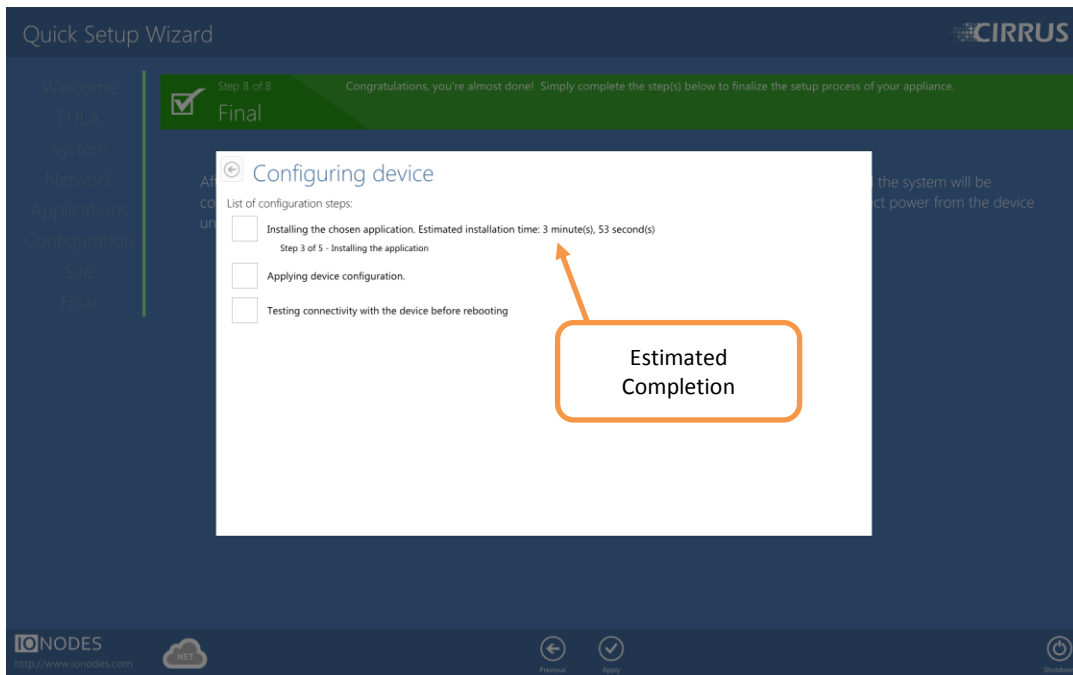 Quick Setup Wizard
CIRRUS
Welcome
EULA
System
Network
Applications
Configuration
Site
Final
Step 8 of 8
Final
Congratulations, you're almost done! Simply complete the step(s) below to finalize the setup process of your appliance.
the system will be
power from the device
Configuring device
List of configuration steps:
Installing the chosen application. Estimated installation time: 3 minute(s), 53 second(s)
Step 3 of 5 - Installing the application
Applying device configuration.
Testing connectivity with the device before rebooting
Estimated
Completion
IONODES
http://www.ionodes.com
NET
Previous
Apply
Shutdown